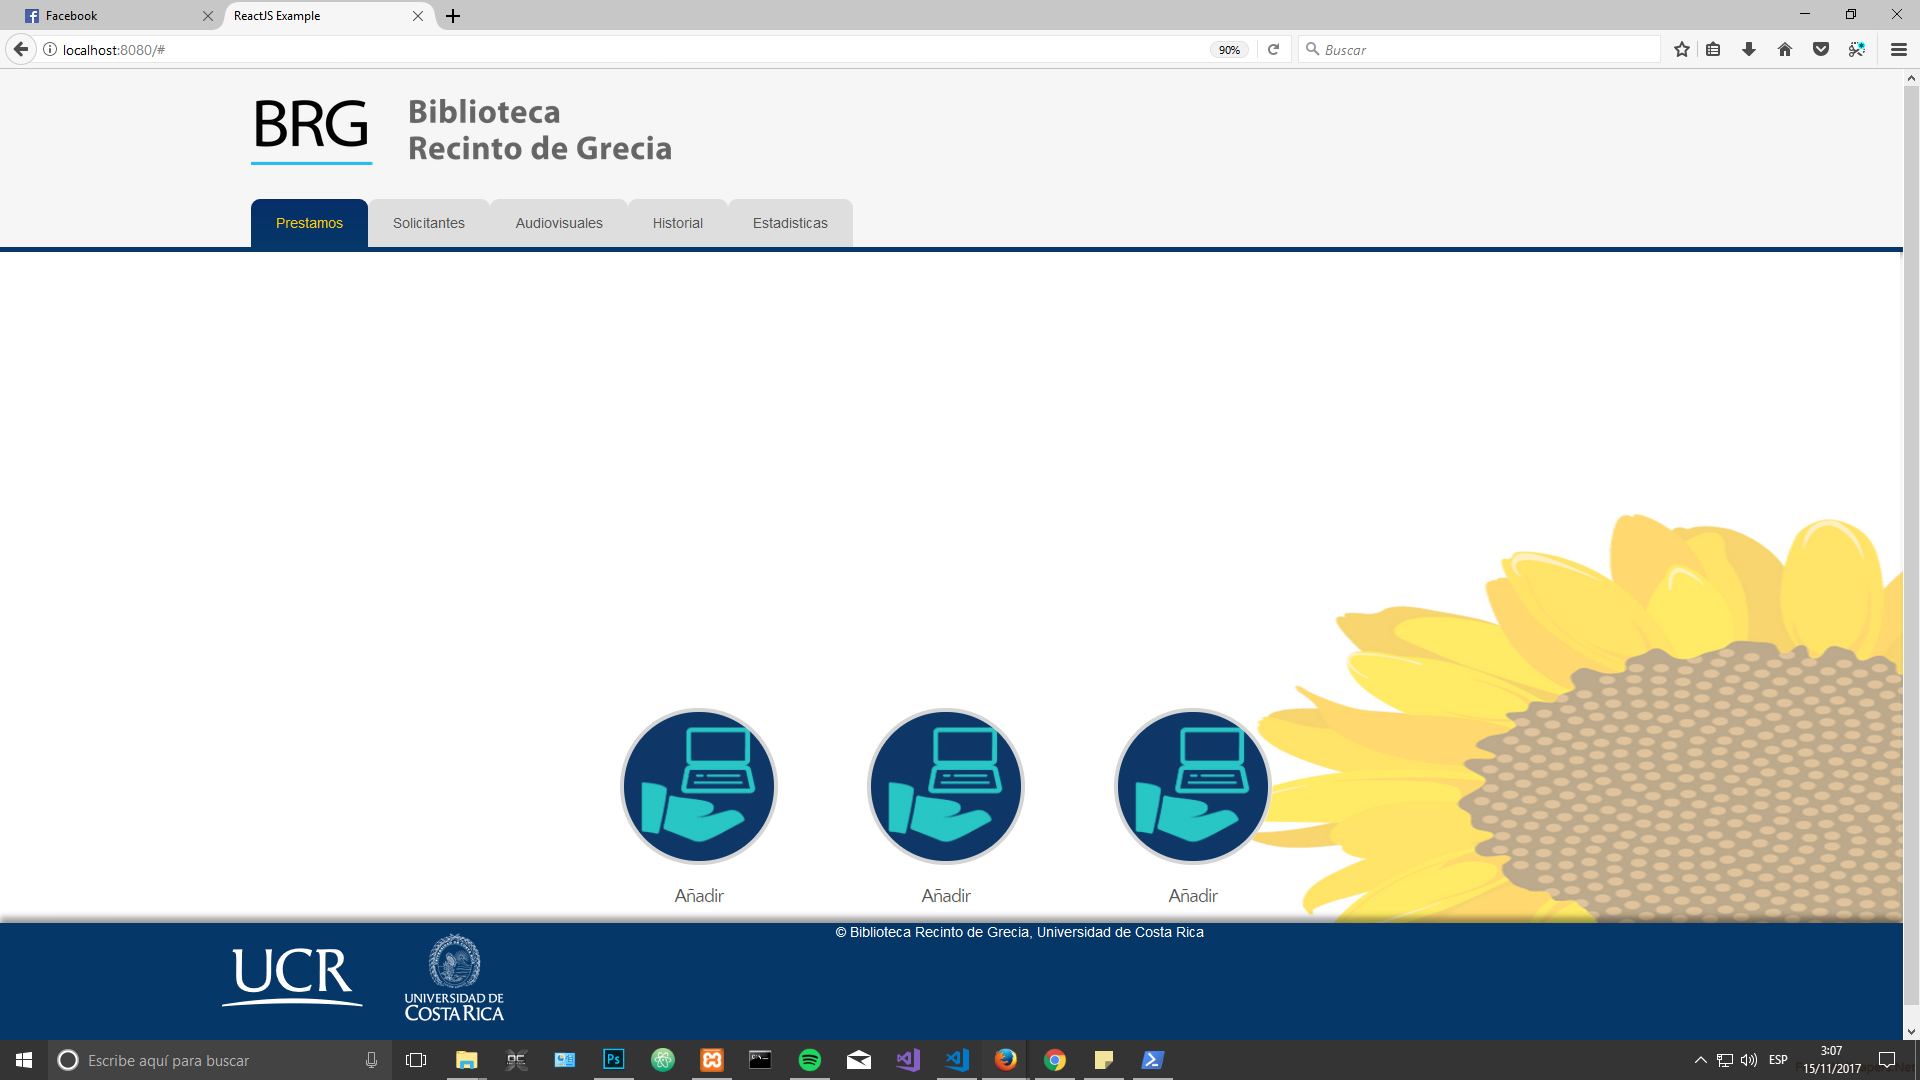 Facebook
ReactJS Example
localhost:8080/#
90%
Buscar
BRG
Biblioteca
Recinto de Grecia
Prestamos
Solicitantes
Audiovisuales
Historial
Estadisticas
Añadir
Añadir
Añadir
© Biblioteca Recinto de Grecia, Universidad de Costa Rica
UCR
UNIVERSIDAD DE
COSTA RICA
Escribe aquí para buscar
Ps
ESP
3:07
15/11/2017